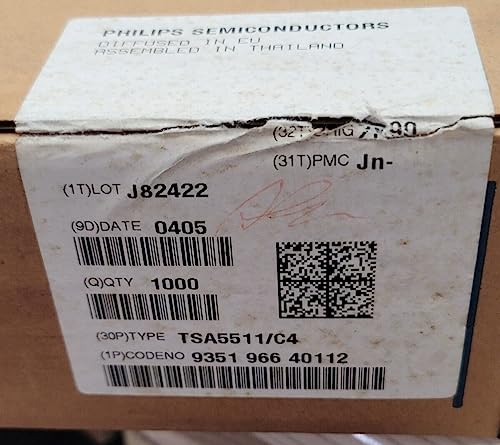 PHILIPS SEMICONDUCTORS
DIFFUSED IN EU
ASSEMBLED IN THAILAND
(31T)PMC Jn-
(1T)LOT J82422
(9D)DATE 0405
(Q)QTY 1000
(30P)TYPE TSA5511/C4
(1P)CODENO 9351 966 40112